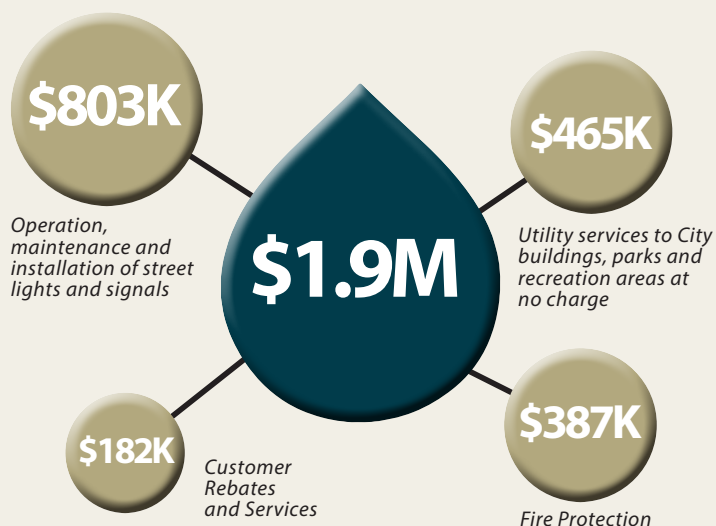 $803K
Operation,
maintenance and
installation of street
lights and signals
$465K
Utility services to City
buildings, parks and
recreation areas at
no charge
$1.9M
$182K
Customer
Rebates
and Services
$387K
Fire Protection